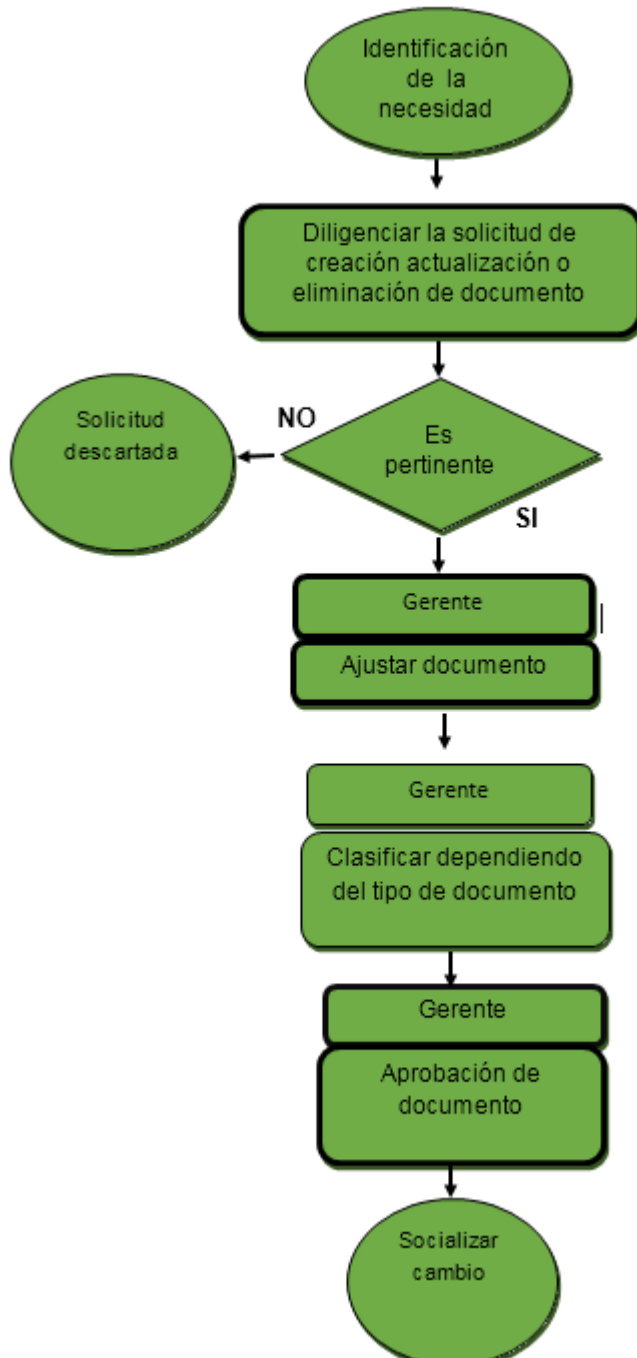 Identificación
de la
necesidad
Diligenciar la solicitud de
creación actualización o
eliminación de documento
Solicitud
descartada
NO
Es
pertinente
SI
Gerente
Ajustar documento
Gerente
Clasificar dependiendo
del tipo de documento
Gerente
Aprobación de
documento
Socializar
cambio